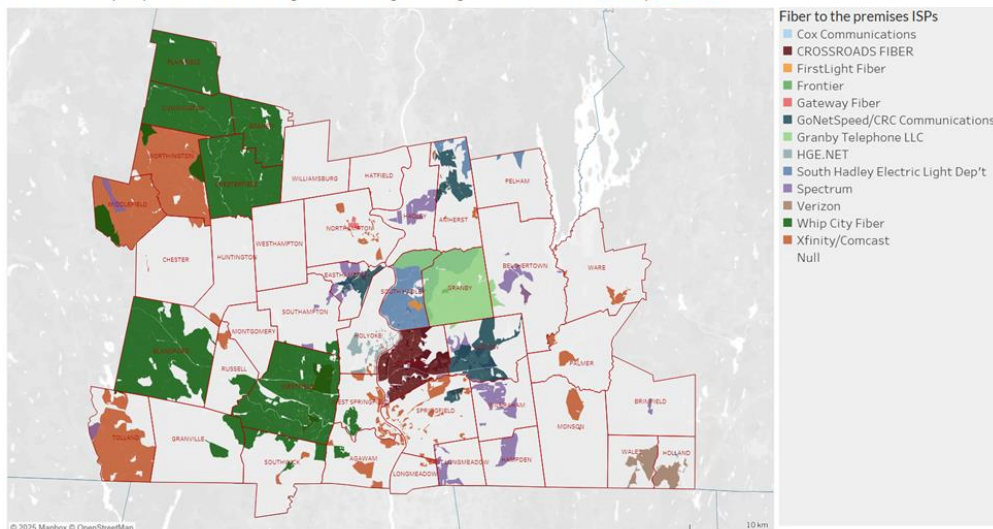 Fiber to the premises ISPs
Cox Communications
CROSSROADS FIBER
FirstLight Fiber
Frontier
Gateway Fiber
GoNetSpeed/CRC Communications
Granby Telephone LLC
HGE.NET
South Hadley Electric Light Dep't
Spectrum
Verizon
Whip City Fiber
Xfinity/Comcast
Null
WILLIAMSBURG
HATFIELD
PELHAM
HADLEY
AMHERST
NORTHAMPTON
WESTHAMPTON
CHESTER
HUNTINGTON
WARE
GRANBY
SOUTHAMPTON
MONTGOMERY
HOLYOKE
RUSSELL
PALMER
SPRINGFIELD
BRIMFIELD
MONSON
TOLLAND
GRANVILLE
SOUTHWICK
AGAWAM
LONGMEADOW
HAMPDEN
WALES
HOLLAND
© 2025 Mapbox © OpenStreetMap
10 km